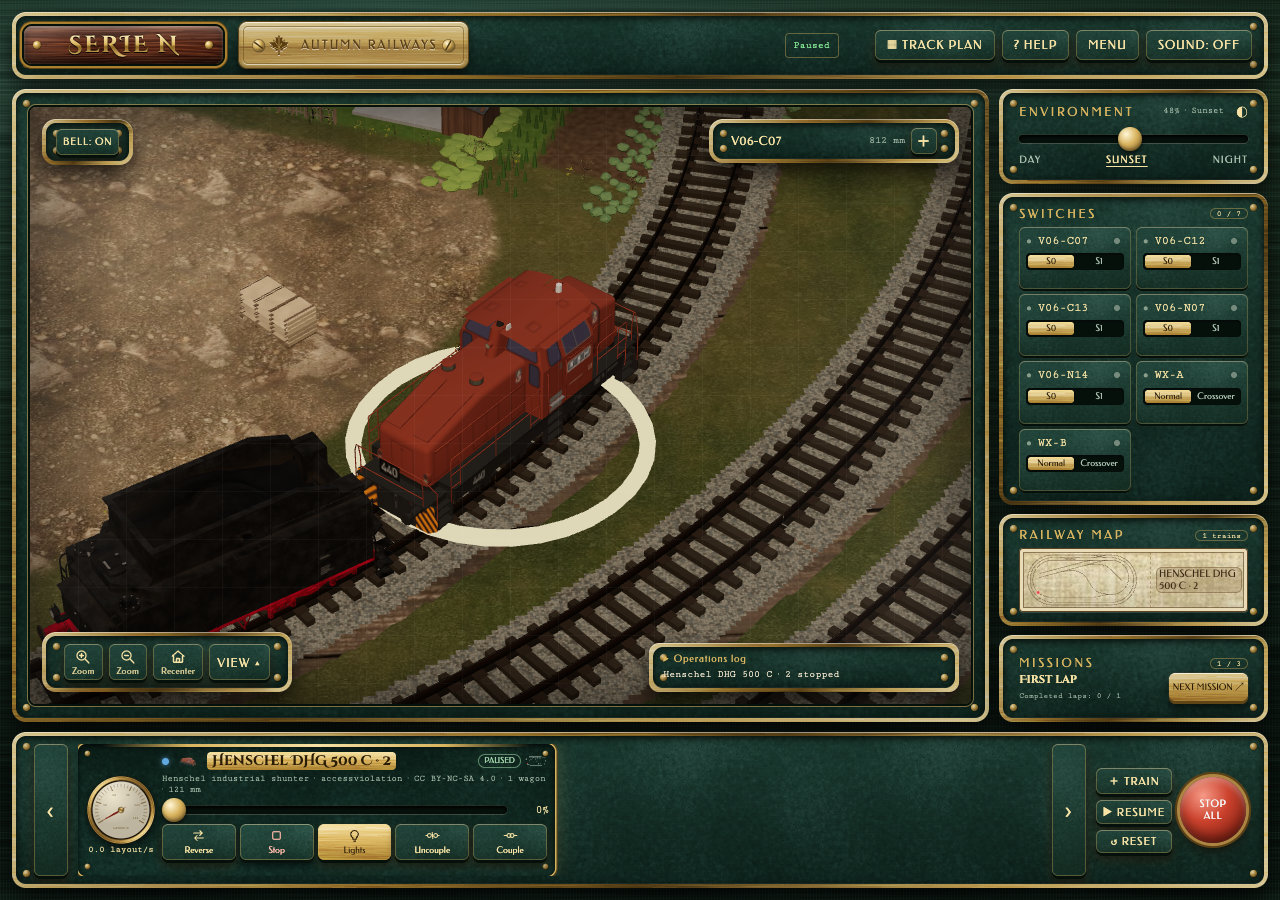 SERIE N
AUTUMN RAILWAYS
Paused
TRACK PLAN
? HELP
MENU
SOUND: OFF
BELL: ON
V06-C07
812 mm
+
440
440
Zoom
Zoom
Recenter
VIEW ▴
Operations log
Henschel DHG 500 C · 2 stopped
ENVIRONMENT
48% · Sunset
DAY
SUNSET
NIGHT
SWITCHES
0 / 7
V06-C07
S0 S1
V06-C12
S0 S1
V06-C13
S0 S1
V06-N07
S0 S1
V06-N14
S0 S1
WX-A
Normal Crossover
WX-B
Normal Crossover
RAILWAY MAP
1 trains
HENSCHEL DHG
500 C · 2
MISSIONS
1 / 3
FIRST LAP
Completed laps: 0 / 1
NEXT MISSION
‹
HENSCHEL DHG 500 C · 2
PAUSED
Henschel industrial shunter · accessviolation · CC BY-NC-SA 4.0 · 1 wagon
· 121 mm
0%
0.0 layout/s
Reverse
Stop
Lights
Uncouple
Couple
›
+ TRAIN
▶ RESUME
↺ RESET
STOP
ALL